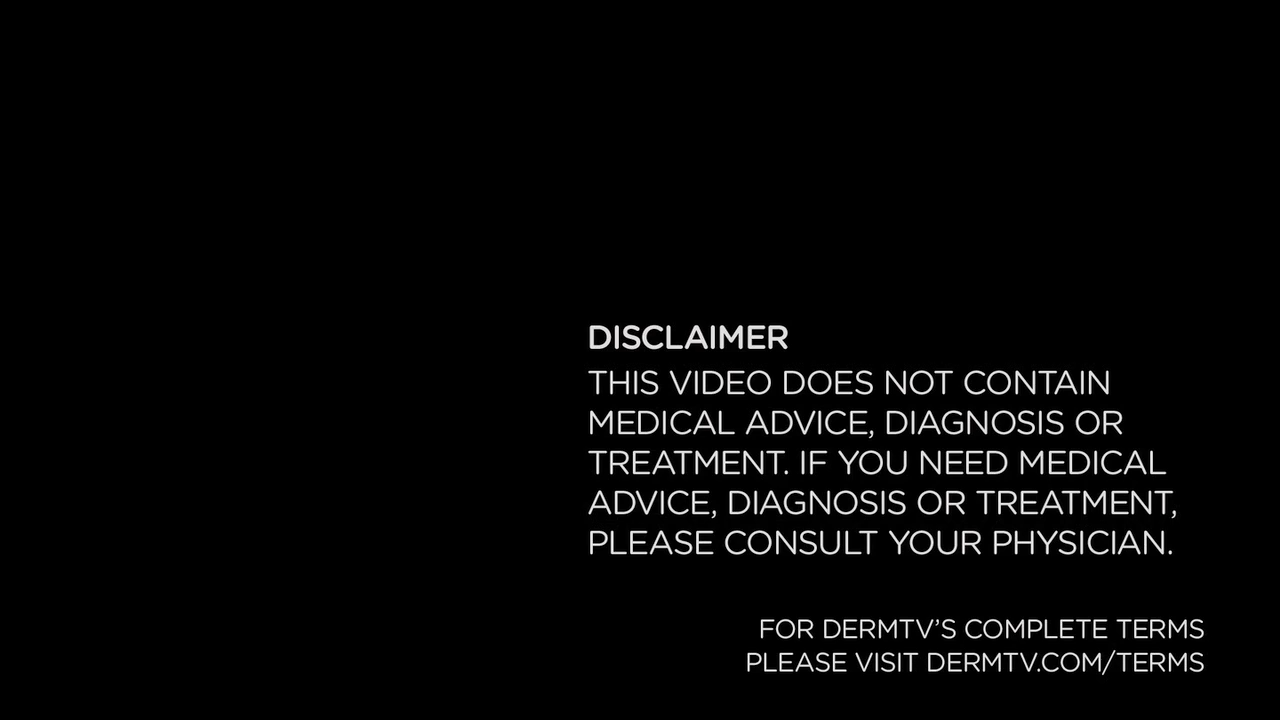 DISCLAIMER
THIS VIDEO DOES NOT CONTAIN
MEDICAL ADVICE, DIAGNOSIS OR
TREATMENT. IF YOU NEED MEDICAL
ADVICE, DIAGNOSIS OR TREATMENT,
PLEASE CONSULT YOUR PHYSICIAN.
FOR DERMTV’S COMPLETE TERMS
PLEASE VISIT DERMTV.COM/TERMS